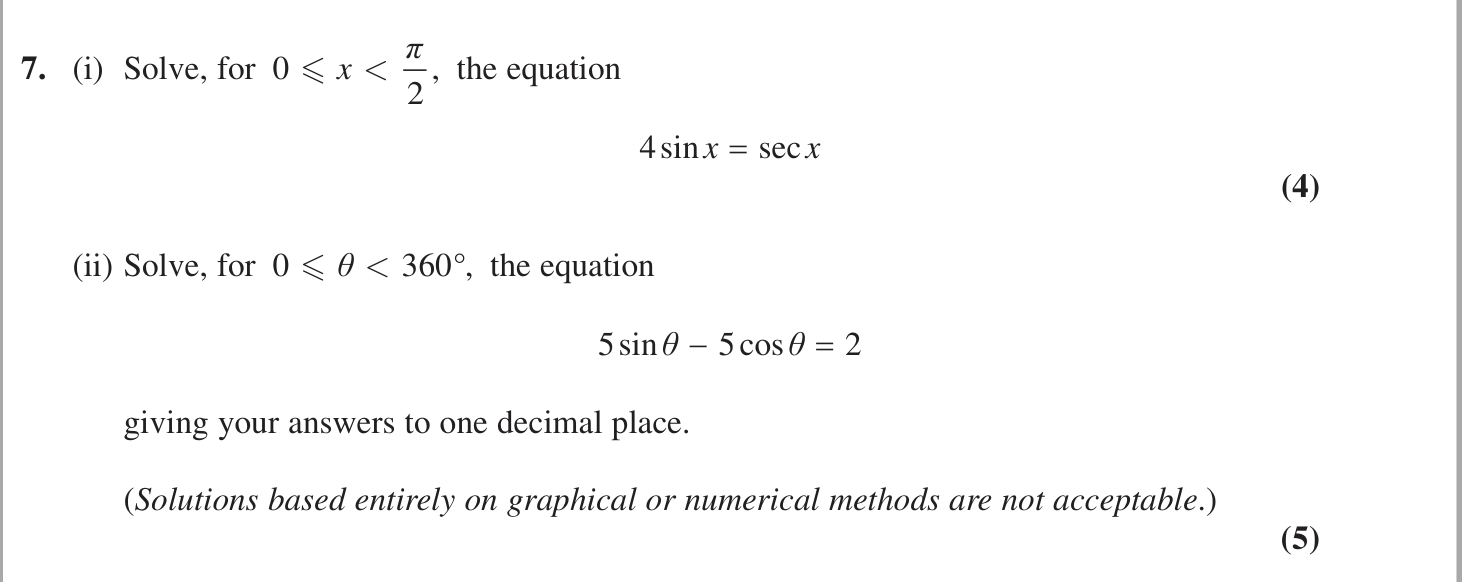 7. (i) Solve, for 0 ⩽ x < π/2, the equation
4 sin x = sec x
(4)
(ii) Solve, for 0 ⩽ θ < 360°, the equation
5 sin θ – 5 cos θ = 2
giving your answers to one decimal place.
(Solutions based entirely on graphical or numerical methods are not acceptable.)
(5)